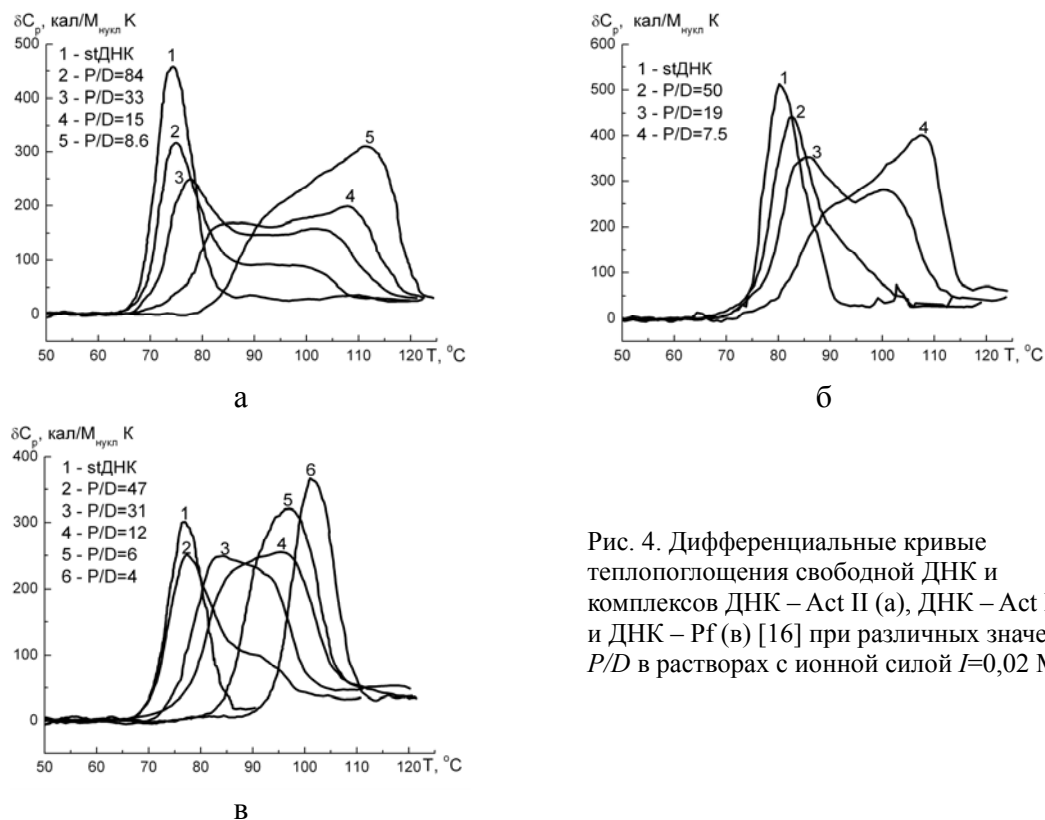 δCp, кал/Mнукл K
1 - stДНК
2 - P/D=84
3 - P/D=33
4 - P/D=15
5 - P/D=8.6
500
400
300
200
100
0
1
2
3
4
5
50 60 70 80 90 100 110 120 T, °C
а
δCp, кал/Mнукл К
1 - stДНК
2 - P/D=50
3 - P/D=19
4 - P/D=7.5
600
500
400
300
200
100
0
1
2
3
4
50 60 70 80 90 100 110 120 T, °C
б
δCp, кал/Mнукл К
1 - stДНК
2 - P/D=47
3 - P/D=31
4 - P/D=12
5 - P/D=6
6 - P/D=4
400
300
200
100
0
1
2
3
4
5
6
50 60 70 80 90 100 110 120 T, °C
в
Рис. 4. Дифференциальные кривые
теплопоглощения свободной ДНК и
комплексов ДНК – Act II (а), ДНК – Act
и ДНК – Pf (в) [16] при различных значе
P/D в растворах с ионной силой I=0,02